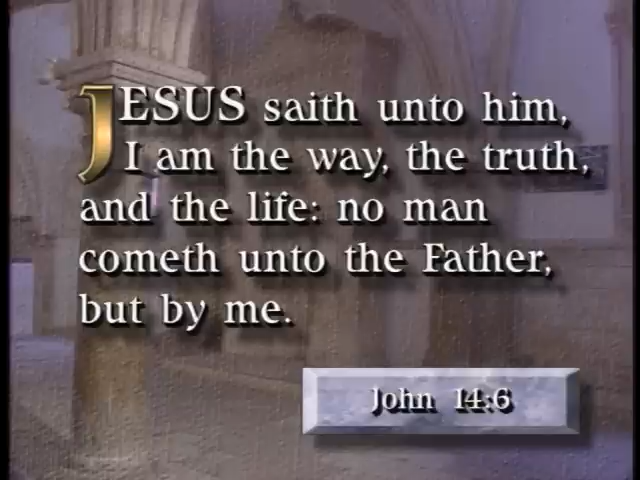 JESUS saith unto him,
I am the way, the truth,
and the life: no man
cometh unto the Father,
but by me.
John 14:6